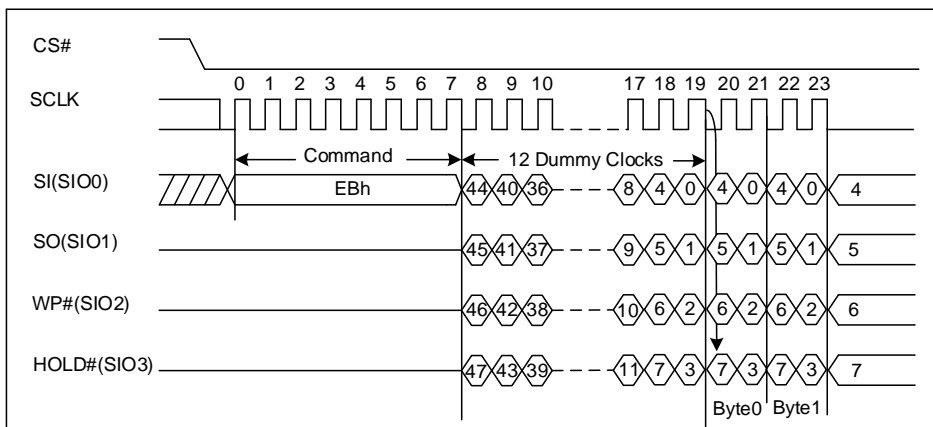 CS#
0 1 2 3 4 5 6 7 8 9 10 17 18 19 20 21 22 23
SCLK
Command 12 Dummy Clocks
SI(SIO0) EBh 44 40 36 8 4 0 4 0 4 0 4
SO(SIO1) 45 41 37 9 5 1 5 1 5 1 5
WP#(SIO2) 46 42 38 10 6 2 6 2 6 2 6
HOLD#(SIO3) 47 43 39 11 7 3 7 3 7 3 7
Byte0 Byte1